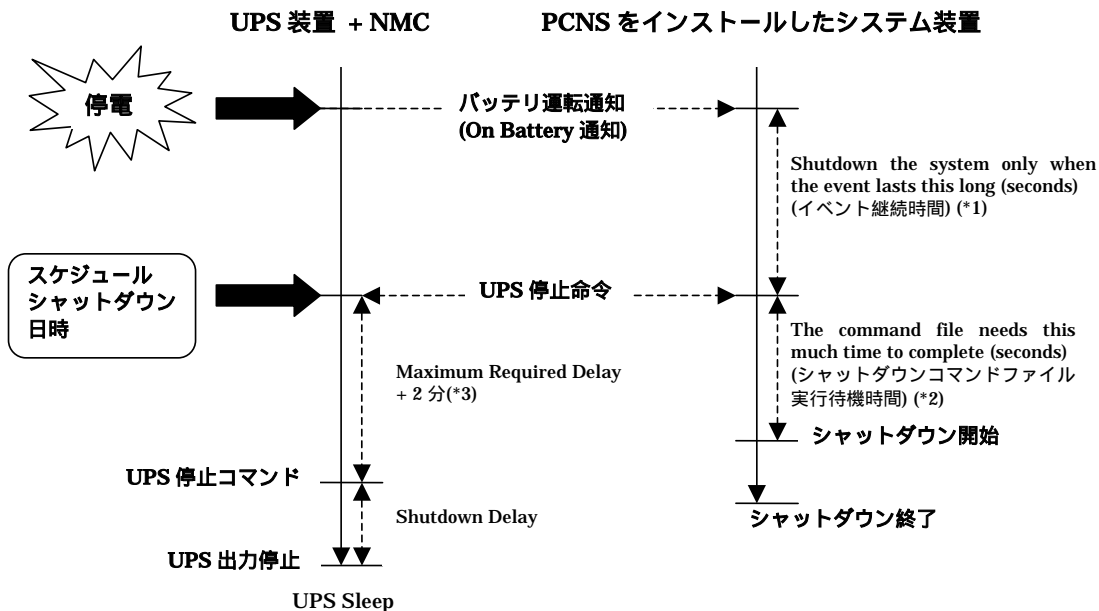 UPS 装置 + NMC
PCNS をインストールしたシステム装置
停電
バッテリ運転通知
(On Battery 通知)
Shutdown the system only when
the event lasts this long (seconds)
(イベント継続時間) (*1)
スケジュール
シャットダウン
日時
UPS 停止命令
The command file needs this
much time to complete (seconds)
(シャットダウンコマンドファイル
実行待機時間) (*2)
Maximum Required Delay
+ 2 分(*3)
シャットダウン開始
UPS 停止コマンド
Shutdown Delay
シャットダウン終了
UPS 出力停止
UPS Sleep